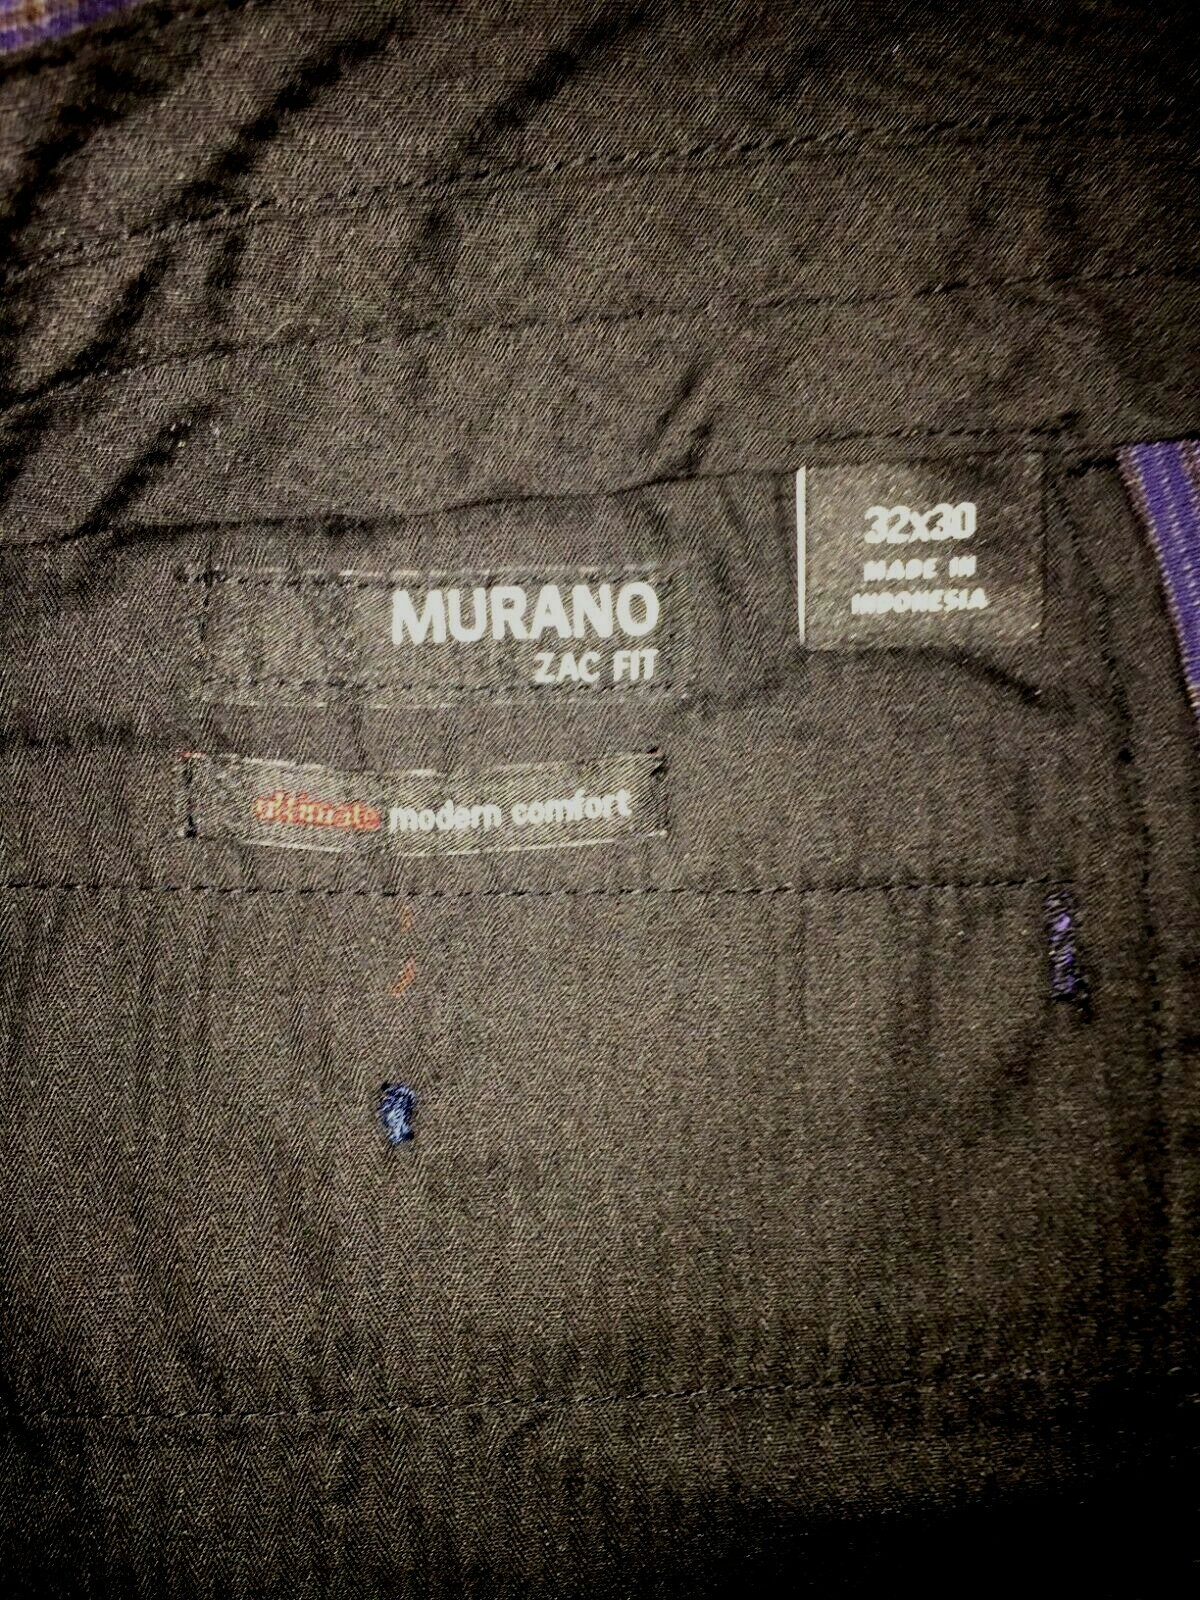 32x30
MADE IN
INDONESIA
MURANO
ZAC FIT
ultimate modern comfort